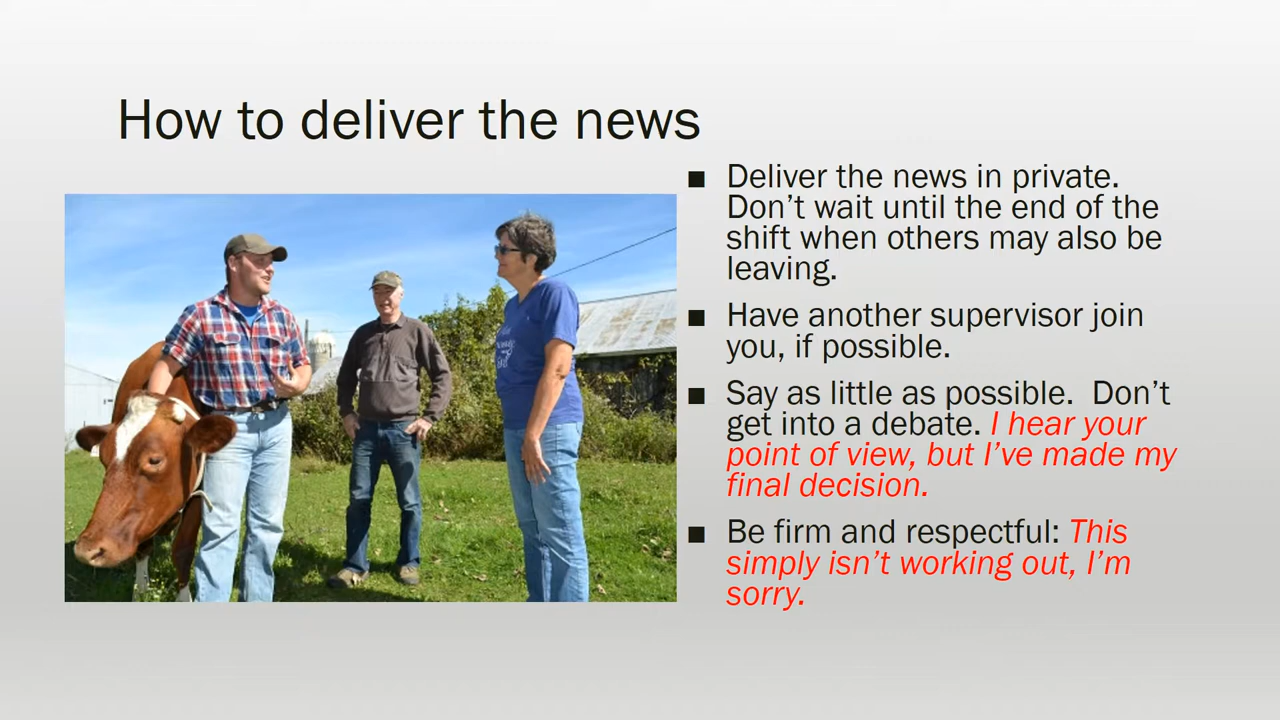 How to deliver the news
■ Deliver the news in private.
Don’t wait until the end of the
shift when others may also be
leaving.
■ Have another supervisor join
you, if possible.
■ Say as little as possible.  Don’t
get into a debate. I hear your
point of view, but I’ve made my
final decision.
■ Be firm and respectful: This
simply isn’t working out, I’m
sorry.